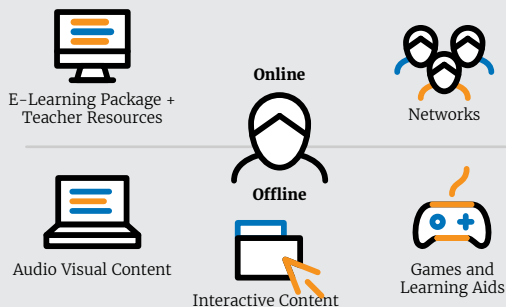 Online
E-Learning Package +
Teacher Resources
Networks
Offline
Audio Visual Content
Interactive Content
Games and
Learning Aids